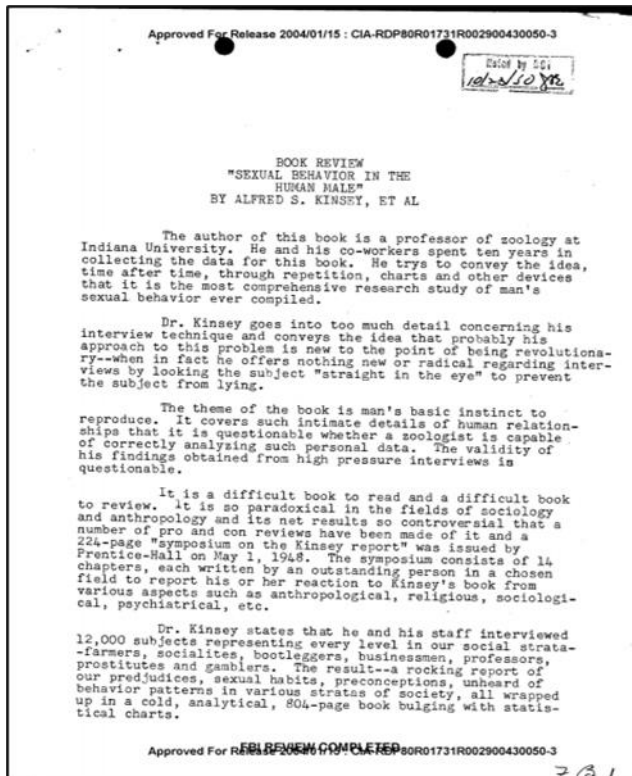 Approved For Release 2004/01/15 : CIA-RDP80R01731R002900430050-3
Noted by DCI
10/23/50
BOOK REVIEW
"SEXUAL BEHAVIOR IN THE
HUMAN MALE"
BY ALFRED S. KINSEY, ET AL
The author of this book is a professor of zoology at
Indiana University. He and his co-workers spent ten years in
collecting the data for this book. He trys to convey the idea,
time after time, through repetition, charts and other devices
that it is the most comprehensive research study of man's
sexual behavior ever compiled.
Dr. Kinsey goes into too much detail concerning his
interview technique and conveys the idea that probably his
approach to this problem is new to the point of being revolutiona-
ry--when in fact he offers nothing new or radical regarding inter-
views by looking the subject "straight in the eye" to prevent
the subject from lying.
The theme of the book is man's basic instinct to
reproduce. It covers such intimate details of human relation-
ships that it is questionable whether a zoologist is capable
of correctly analyzing such personal data. The validity of
his findings obtained from high pressure interviews is
questionable.
It is a difficult book to read and a difficult book
to review. It is so paradoxical in the fields of sociology
and anthropology and its net results so controversial that a
number of pro and con reviews have been made of it and a
224-page "symposium on the Kinsey report" was issued by
Prentice-Hall on May 1, 1948. The symposium consists of 14
chapters, each written by an outstanding person in a chosen
field to report his or her reaction to Kinsey's book from
various aspects such as anthropological, religious, sociologi-
cal, psychiatrical, etc.
Dr. Kinsey states that he and his staff interviewed
12,000 subjects representing every level in our social strata-
-farmers, socialites, bootleggers, businessmen, professors,
prostitutes and gamblers. The result--a rocking report of
our predjudices, sexual habits, preconceptions, unheard of
behavior patterns in various stratas of society, all wrapped
up in a cold, analytical, 804-page book bulging with statis-
tical charts.
FBI REVIEW COMPLETED
Approved For Release 2004/01/15 : CIA-RDP80R01731R002900430050-3